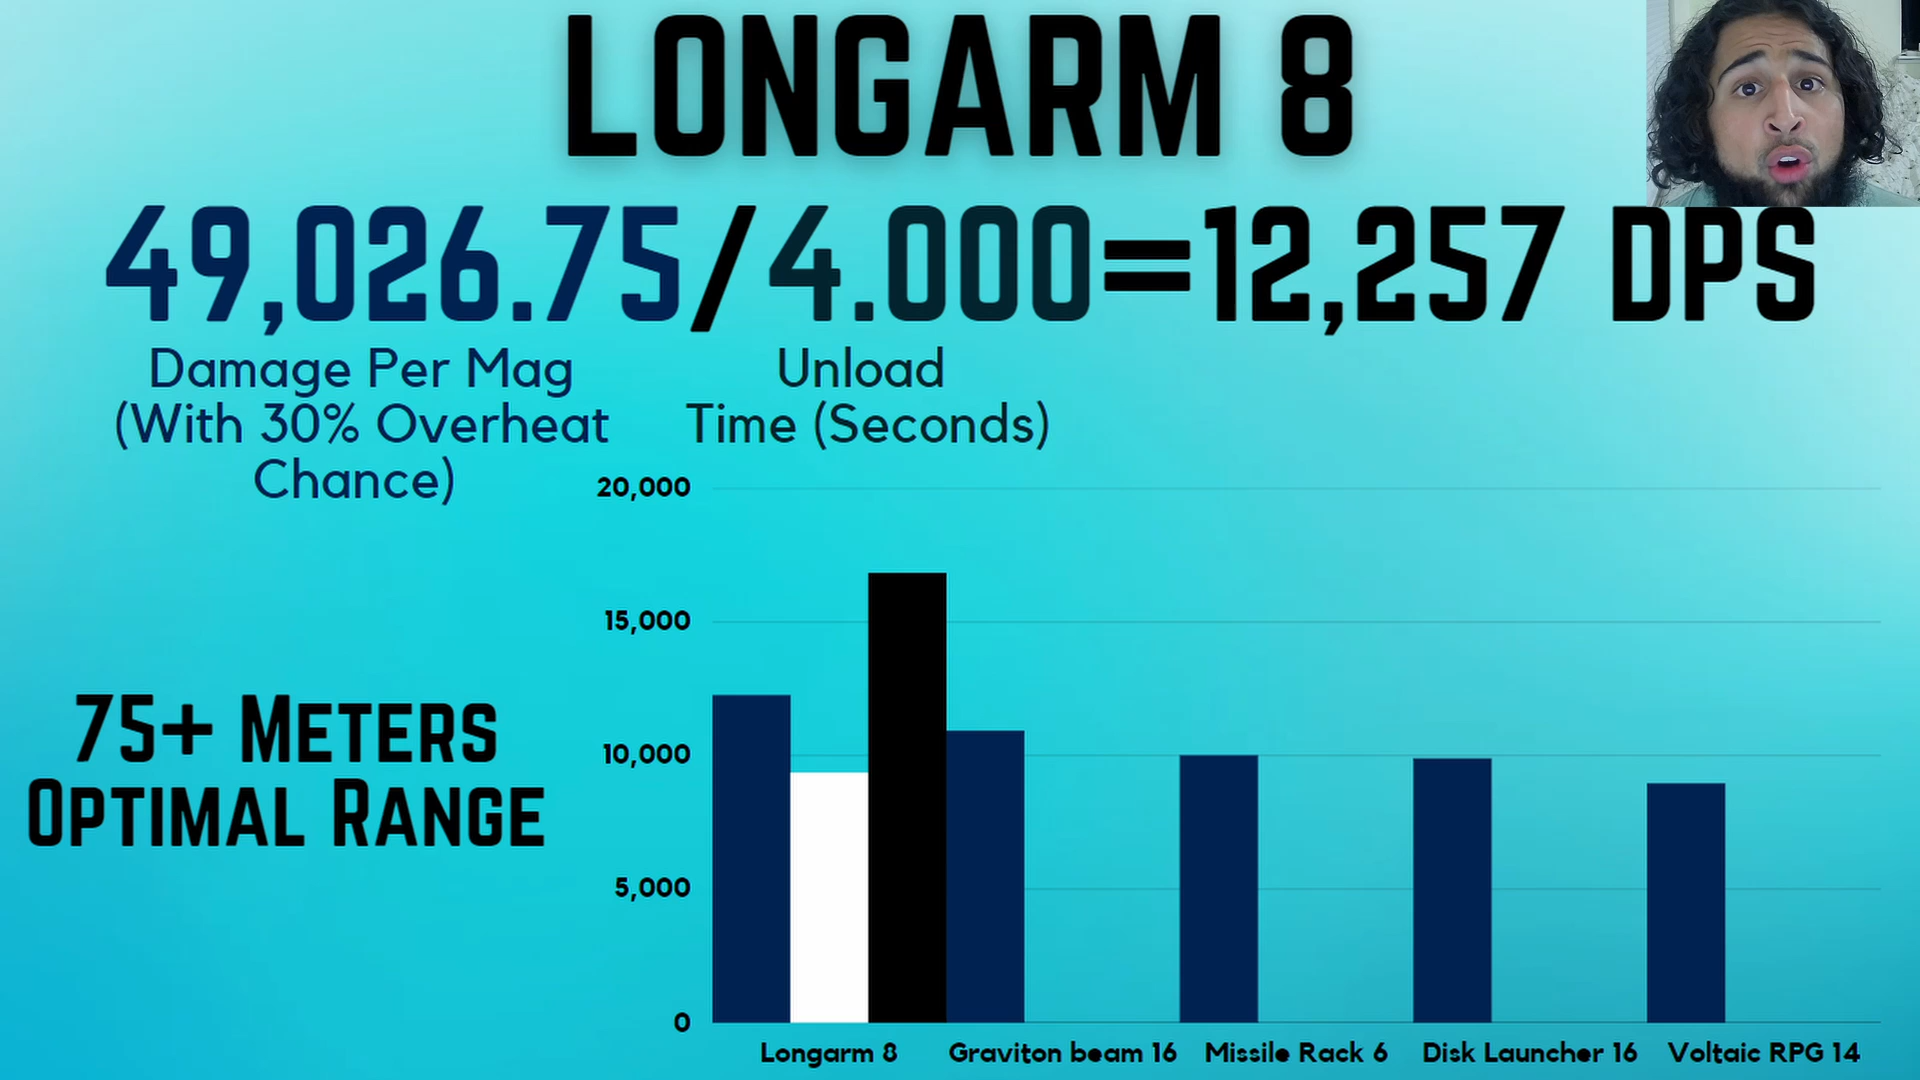 LONGARM 8
49,026.75/4.000=12,257 DPS
Damage Per Mag
(With 30% Overheat
Chance)
Unload
Time (Seconds)
75+ METERS
OPTIMAL RANGE
20,000
15,000
10,000
5,000
0
Longarm 8
Graviton beam 16
Missile Rack 6
Disk Launcher 16
Voltaic RPG 14